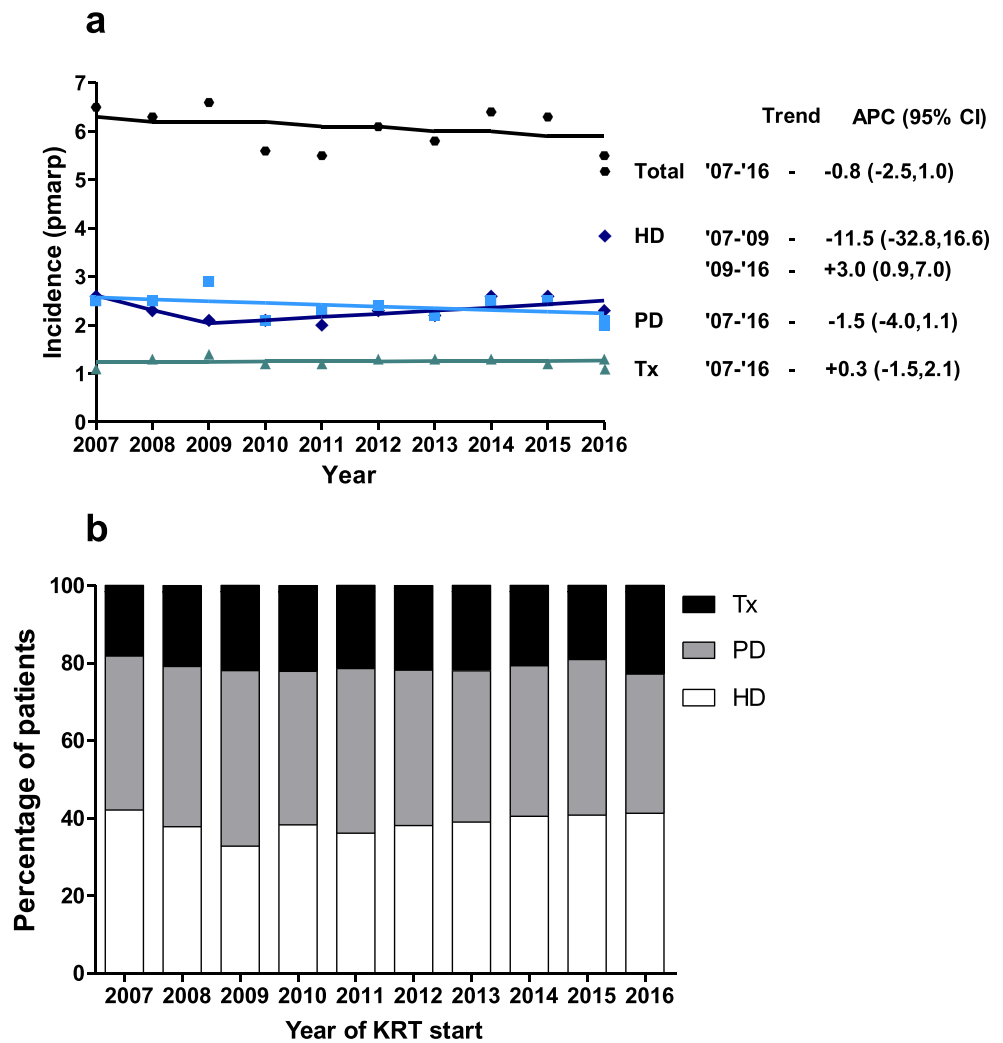 a
Trend APC (95% CI)
7
6
5
4
3
2
1
0
Incidence (pmarp)
Total '07-'16 - -0.8 (-2.5,1.0)
HD '07-'09 - -11.5 (-32.8,16.6)
'09-'16 - +3.0 (0.9,7.0)
PD '07-'16 - -1.5 (-4.0,1.1)
Tx '07-'16 - +0.3 (-1.5,2.1)
2007 2008 2009 2010 2011 2012 2013 2014 2015 2016
Year
b
100
80
60
40
20
0
Percentage of patients
Tx
PD
HD
2007 2008 2009 2010 2011 2012 2013 2014 2015 2016
Year of KRT start